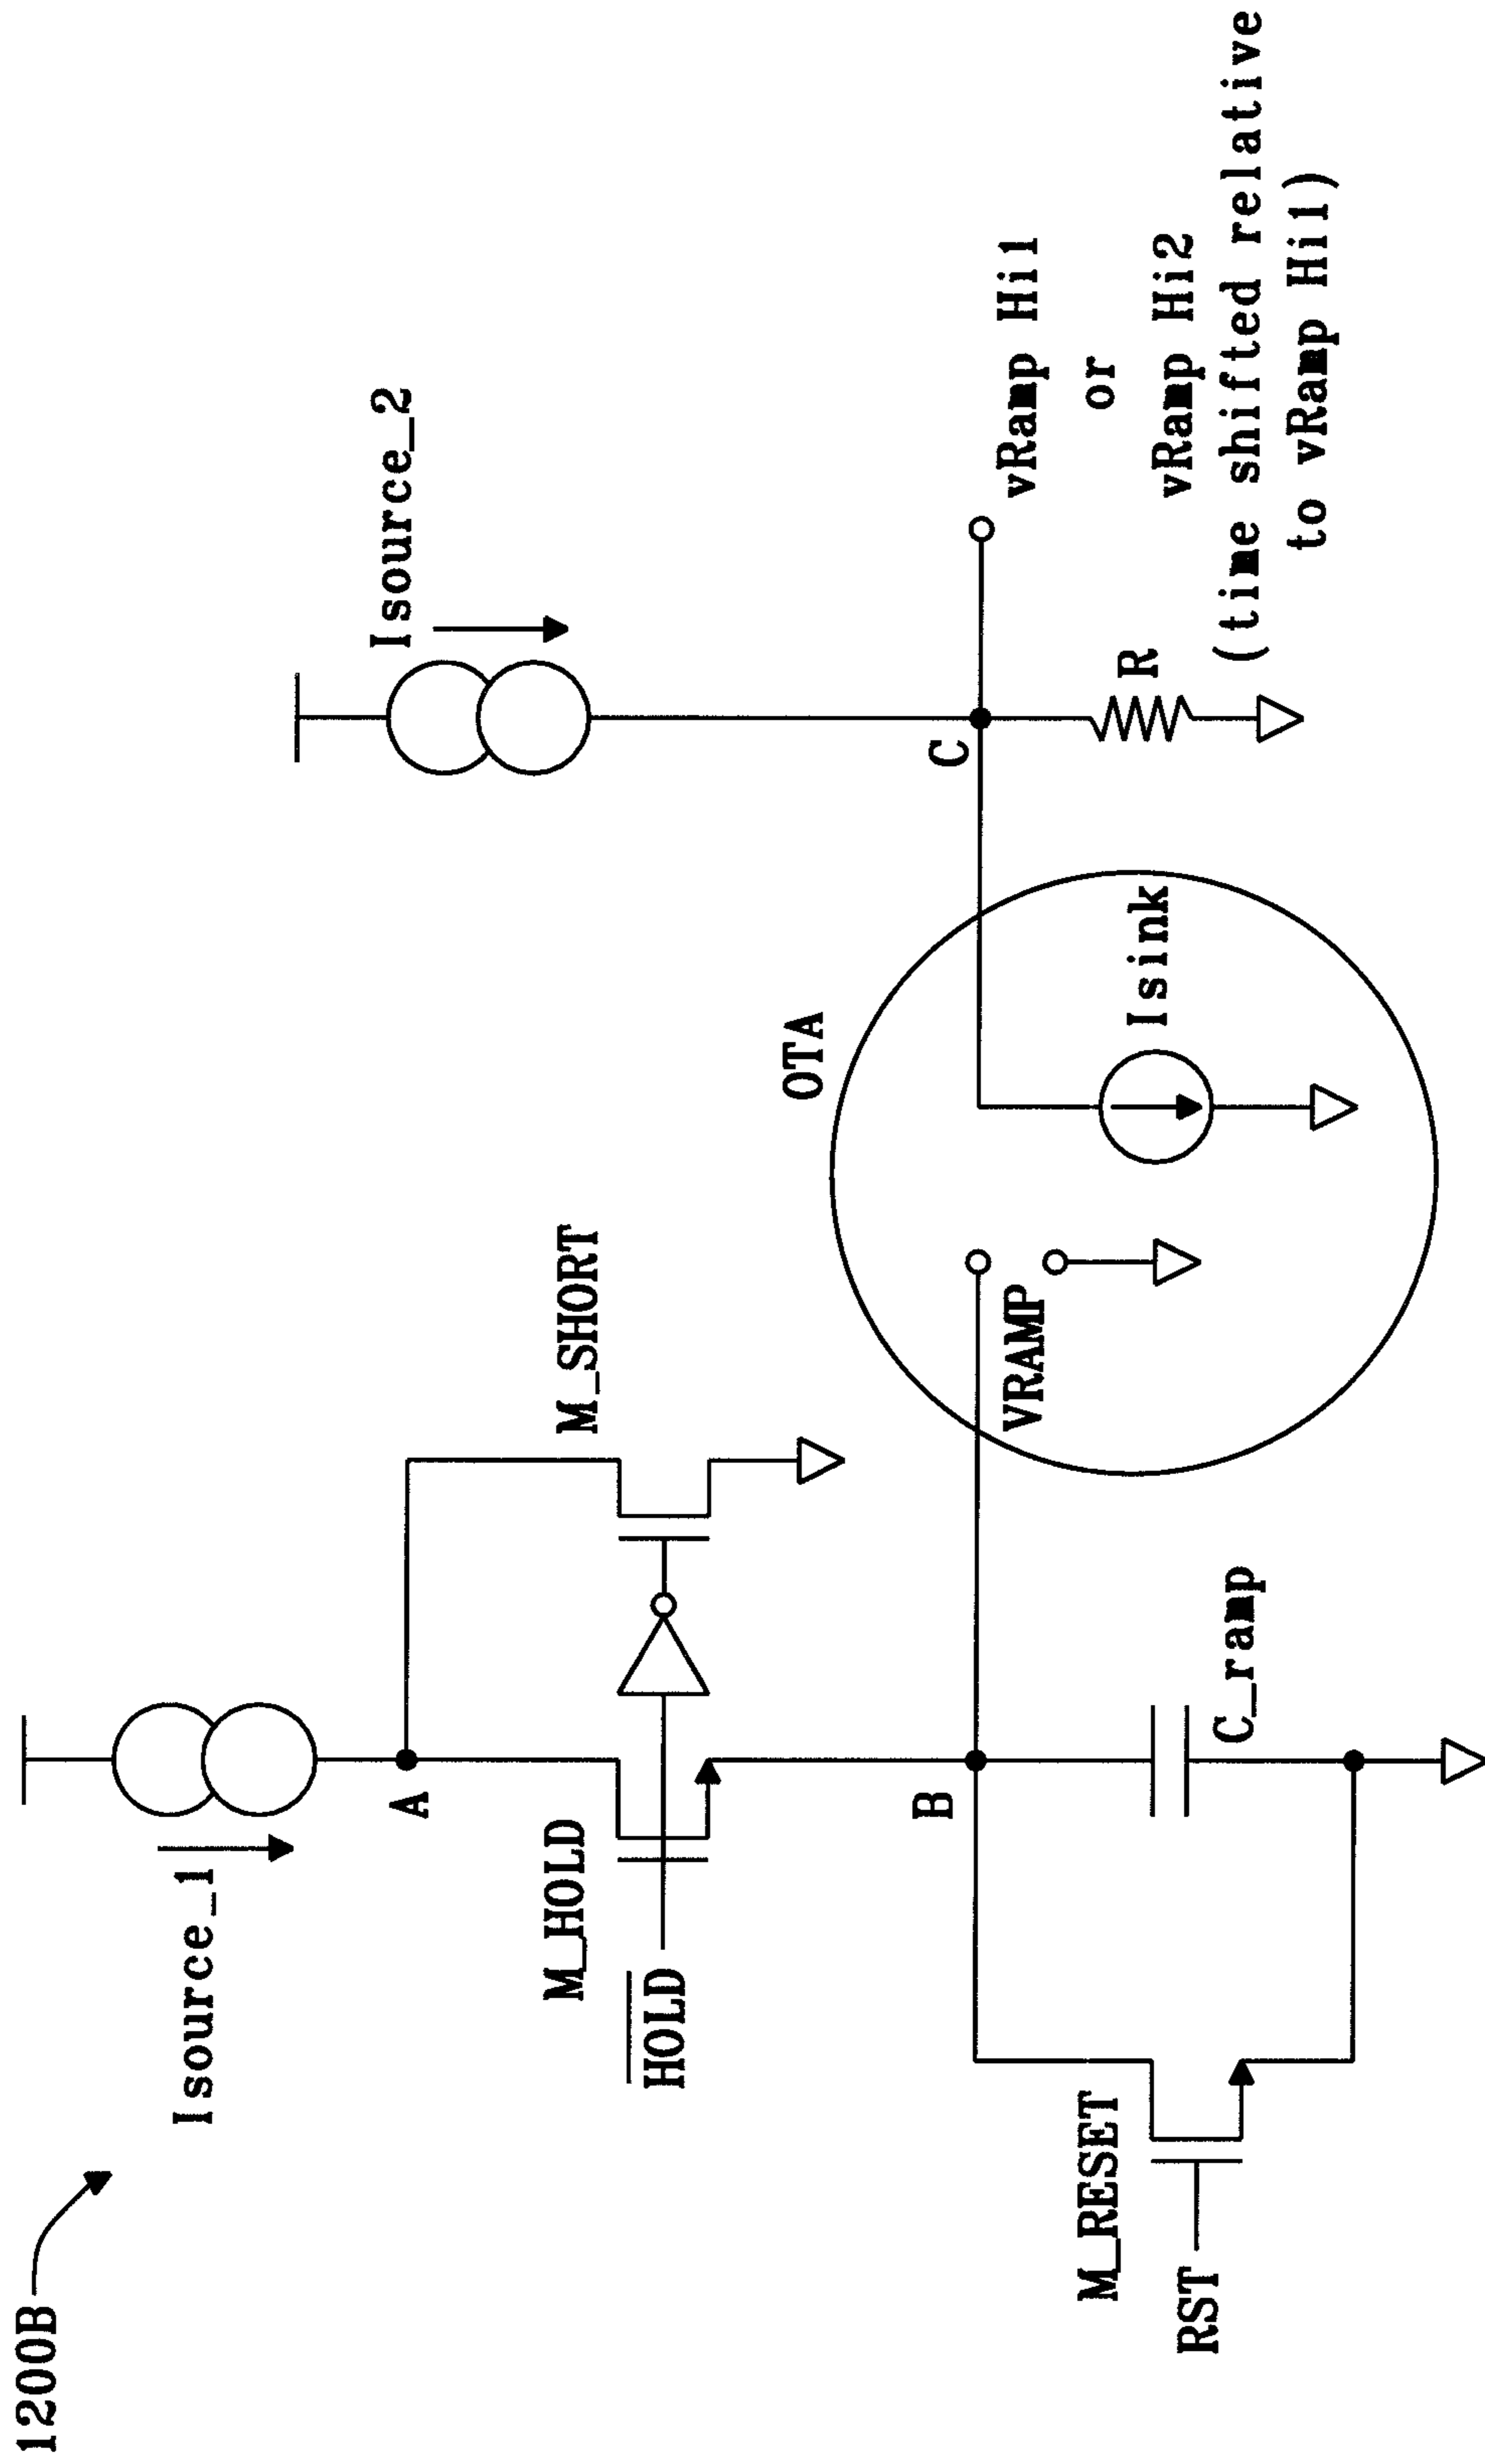 1200B
Isource_1
Isource_2
A
M_HOLD
M_SHORT
HOLD
OTA
B
C
VRAMP
Isink
R
vRamp Hi1
or
vRamp Hi2
(time shifted relative
to vRamp Hi1)
M_RESET
RST
C_ramp